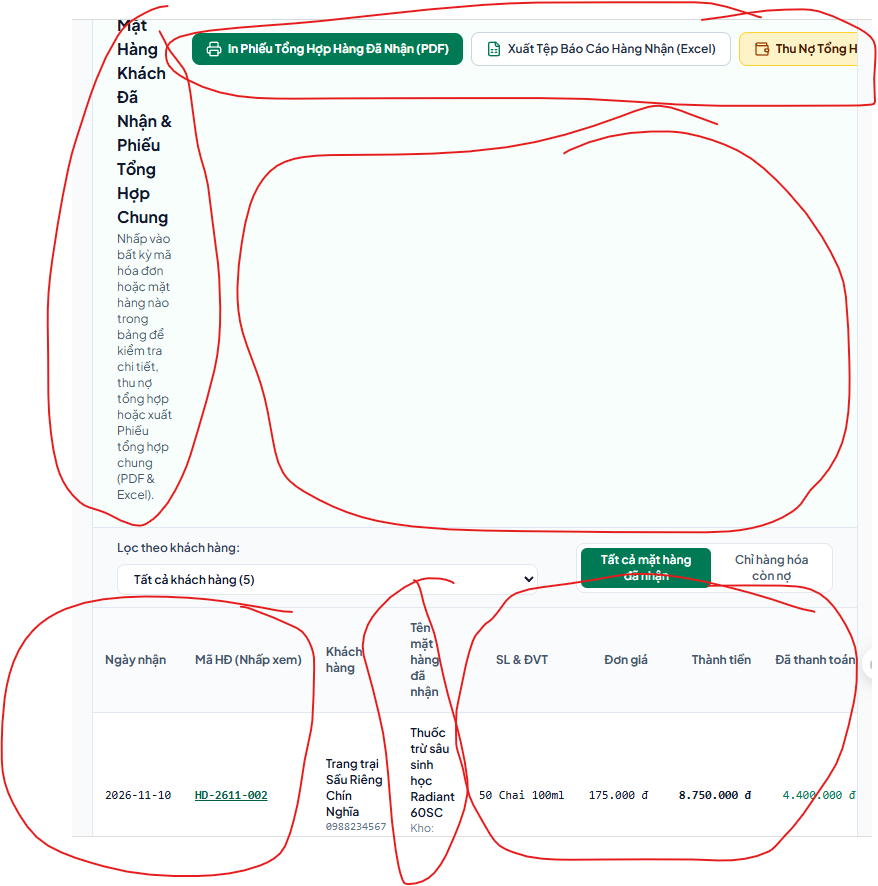 Mặt
Hàng
Khách
Đã
Nhận &
Phiếu
Tổng
Hợp
Chung
Nhấp vào
bất kỳ mã
hóa đơn
hoặc mặt
hàng nào
trong
bảng để
kiểm tra
chi tiết,
thu nợ
tổng hợp
hoặc xuất
Phiếu
tổng hợp
chung
(PDF &
Excel).
In Phiếu Tổng Hợp Hàng Đã Nhận (PDF)
Xuất Tệp Báo Cáo Hàng Nhận (Excel)
Thu Nợ Tổng H
Lọc theo khách hàng:
Tất cả khách hàng (5)
Tất cả mặt hàng
đã nhận
Chỉ hàng hóa
còn nợ
Ngày nhận
Mã HĐ (Nhấp xem)
Khách
hàng
Tên
mặt
hàng
đã
nhận
SL & ĐVT
Đơn giá
Thành tiền
Đã thanh toán
2026-11-10
HD-2611-002
Trang trại
Sầu Riêng
Chín
Nghĩa
0988234567
Thuốc
trừ sâu
sinh
học
Radiant
60SC
Kho:
50 Chai 100ml
175.000 đ
8.750.000 đ
4.400.000 đ